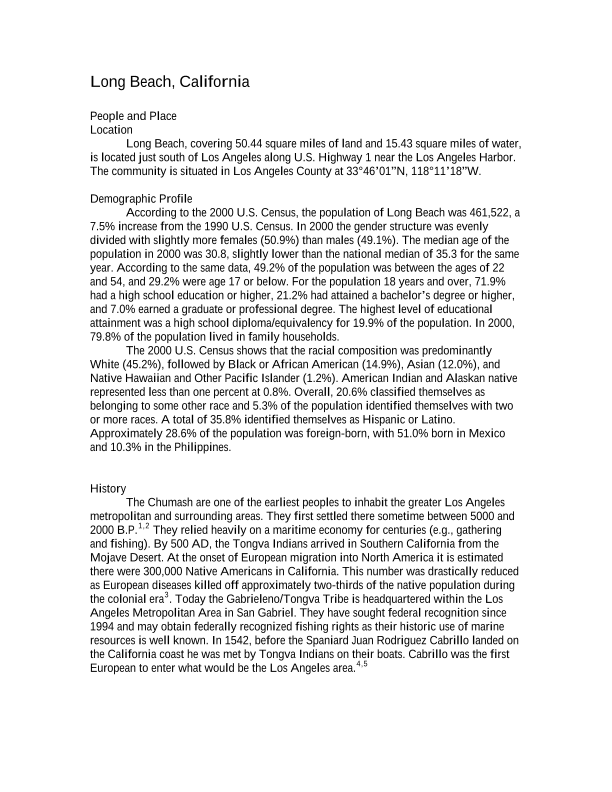 Long Beach, California
People and Place
Location
Long Beach, covering 50.44 square miles of land and 15.43 square miles of water,
is located just south of Los Angeles along U.S. Highway 1 near the Los Angeles Harbor.
The community is situated in Los Angeles County at 33°46’01”N, 118°11’18”W.
Demographic Profile
According to the 2000 U.S. Census, the population of Long Beach was 461,522, a
7.5% increase from the 1990 U.S. Census. In 2000 the gender structure was evenly
divided with slightly more females (50.9%) than males (49.1%). The median age of the
population in 2000 was 30.8, slightly lower than the national median of 35.3 for the same
year. According to the same data, 49.2% of the population was between the ages of 22
and 54, and 29.2% were age 17 or below. For the population 18 years and over, 71.9%
had a high school education or higher, 21.2% had attained a bachelor’s degree or higher,
and 7.0% earned a graduate or professional degree. The highest level of educational
attainment was a high school diploma/equivalency for 19.9% of the population. In 2000,
79.8% of the population lived in family households.
The 2000 U.S. Census shows that the racial composition was predominantly
White (45.2%), followed by Black or African American (14.9%), Asian (12.0%), and
Native Hawaiian and Other Pacific Islander (1.2%). American Indian and Alaskan native
represented less than one percent at 0.8%. Overall, 20.6% classified themselves as
belonging to some other race and 5.3% of the population identified themselves with two
or more races. A total of 35.8% identified themselves as Hispanic or Latino.
Approximately 28.6% of the population was foreign-born, with 51.0% born in Mexico
and 10.3% in the Philippines.
History
The Chumash are one of the earliest peoples to inhabit the greater Los Angeles
metropolitan and surrounding areas. They first settled there sometime between 5000 and
2000 B.P.1,2 They relied heavily on a maritime economy for centuries (e.g., gathering
and fishing). By 500 AD, the Tongva Indians arrived in Southern California from the
Mojave Desert. At the onset of European migration into North America it is estimated
there were 300,000 Native Americans in California. This number was drastically reduced
as European diseases killed off approximately two-thirds of the native population during
the colonial era3. Today the Gabrieleno/Tongva Tribe is headquartered within the Los
Angeles Metropolitan Area in San Gabriel. They have sought federal recognition since
1994 and may obtain federally recognized fishing rights as their historic use of marine
resources is well known. In 1542, before the Spaniard Juan Rodriguez Cabrillo landed on
the California coast he was met by Tongva Indians on their boats. Cabrillo was the first
European to enter what would be the Los Angeles area.4,5